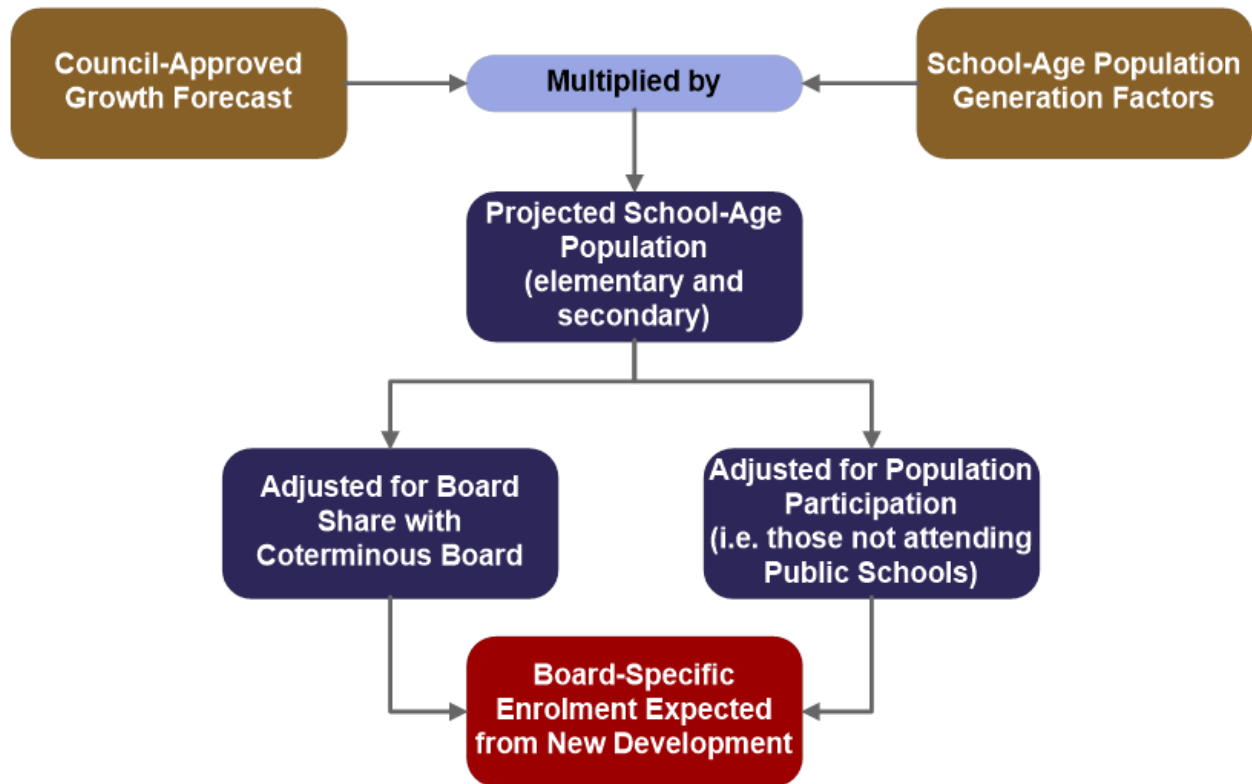 Council-Approved
Growth Forecast
Multiplied by
School-Age Population
Generation Factors
Projected School-Age
Population
(elementary and
secondary)
Adjusted for Board
Share with
Coterminous Board
Adjusted for Population
Participation
(i.e. those not attending
Public Schools)
Board-Specific
Enrolment Expected
from New Development